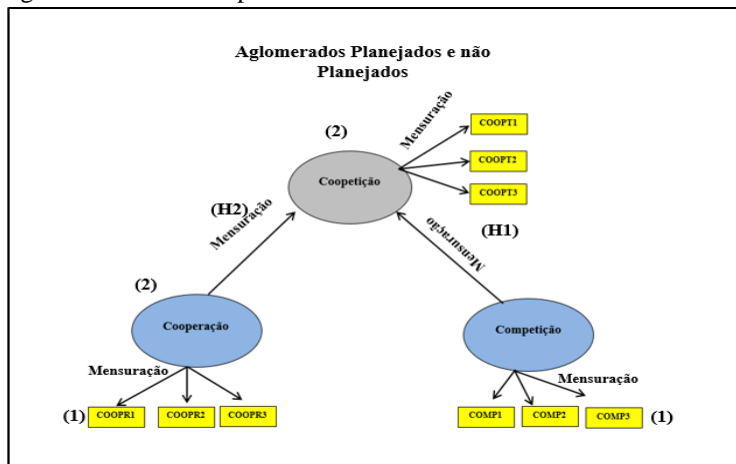 Aglomerados Planejados e não
Planejados
(2)
Mensuração
COOPT1
COOPT2
COOPT3
Coopetição
(H2)
Mensuração
(H1)
Mensuração
(2)
Cooperação
Competição
Mensuração
Mensuração
(1)
COOPR1
COOPR2
COOPR3
COMP1
COMP2
COMP3
(1)